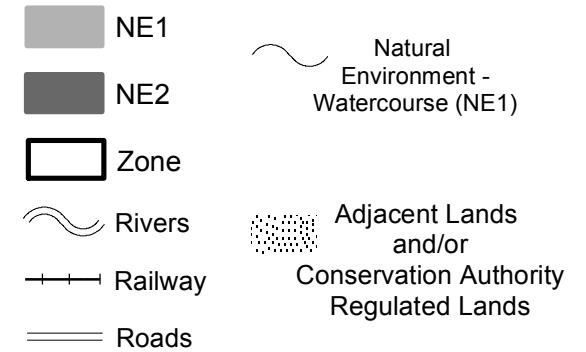 NE1
NE2
Zone
Rivers
Railway
Roads
Natural
Environment -
Watercourse (NE1)
Adjacent Lands
and/or
Conservation Authority
Regulated Lands